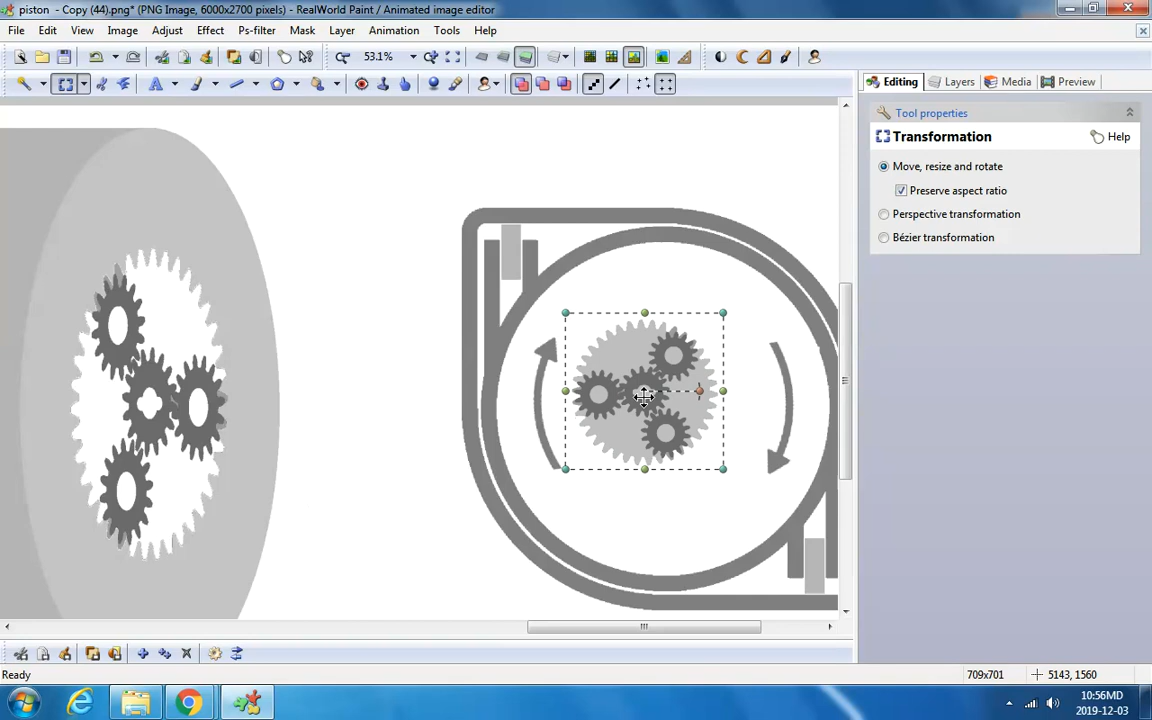 piston - Copy (44).png* (PNG Image, 6000x2700 pixels) - RealWorld Paint / Animated image editor
File Edit View Image Adjust Effect Ps-filter Mask Layer Animation Tools Help
53.1%
Editing Layers Media Preview
Tool properties
Transformation Help
Move, resize and rotate
Preserve aspect ratio
Perspective transformation
Bézier transformation
Ready 709x701 5143, 1560
10:56MD
2019-12-03